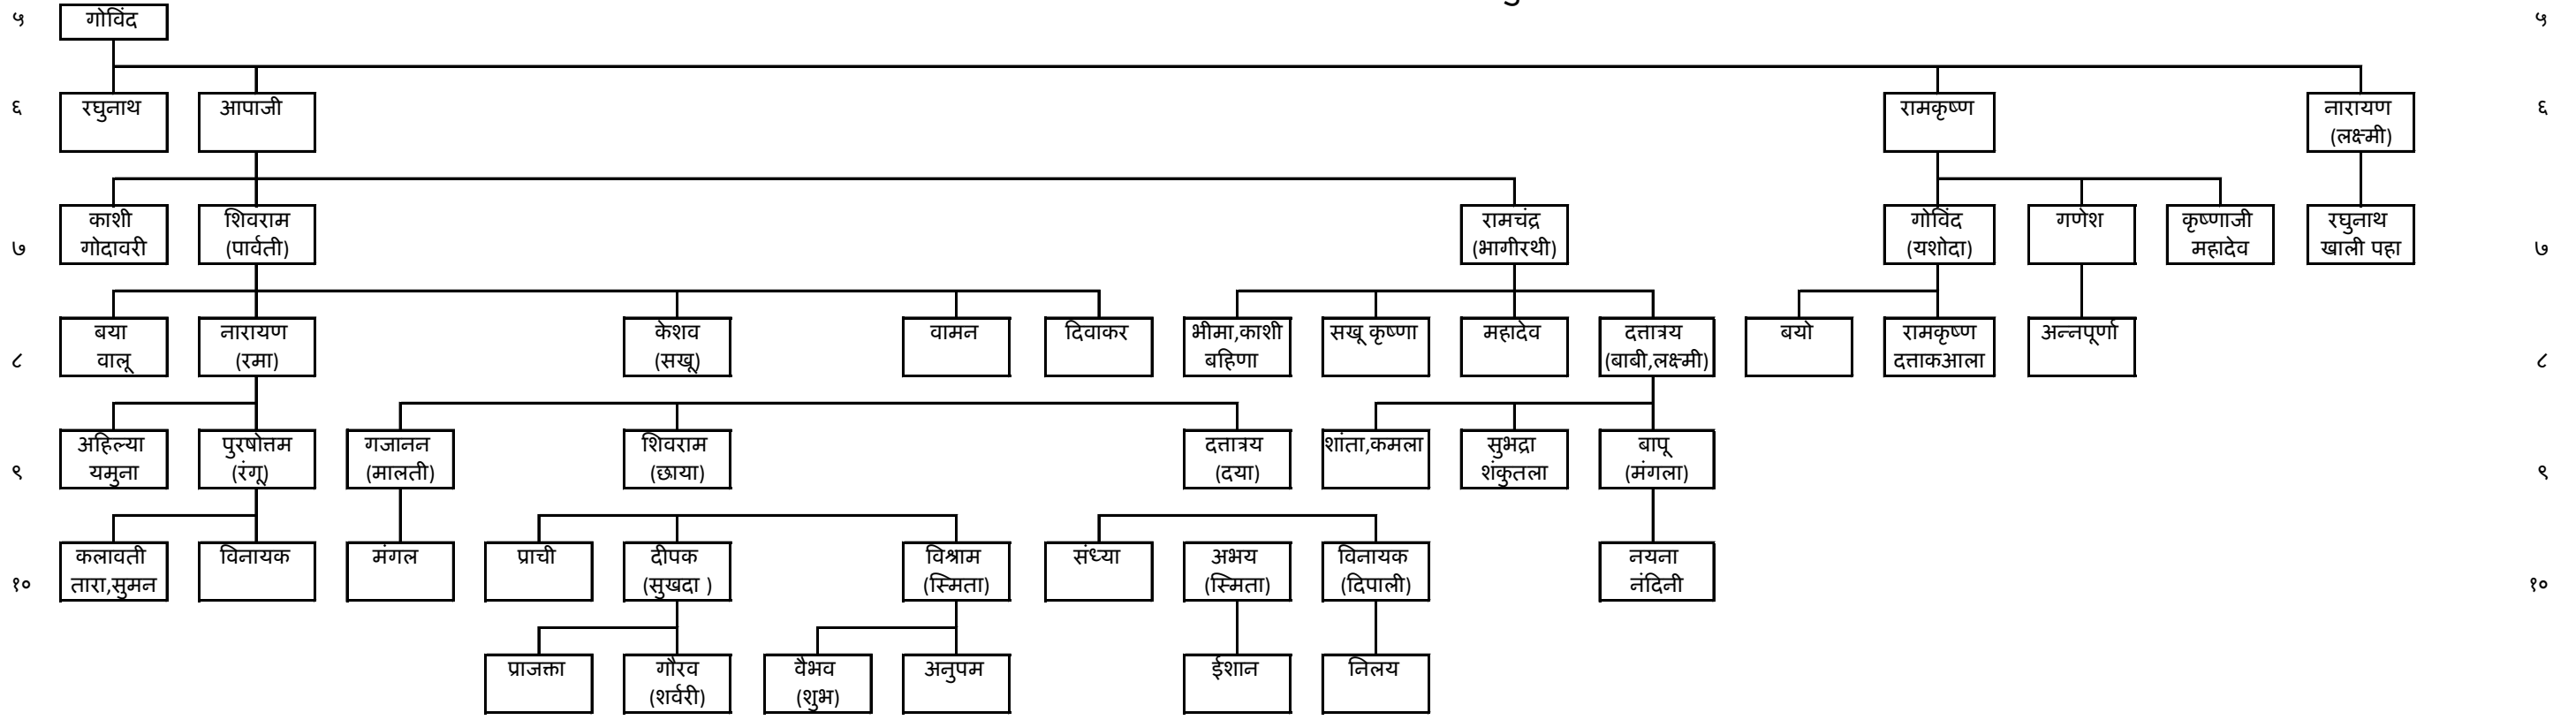 ५ गोविंद ५
६ रघुनाथ आपाजी रामकृष्ण नारायण ६
(लक्ष्मी)
काशी शिवराम रामचंद्र गोविंद गणेश कृष्णाजी रघुनाथ
७ गोदावरी (पार्वती) (भागीरथी) (यशोदा) महादेव खाली पहा ७
बया नारायण केशव वामन दिवाकर भीमा,काशी सखू कृष्णा महादेव दत्तात्रय बयो रामकृष्ण अन्नपूर्णा
८ वालू (रमा) (सखू) बहिणा (बाबी,लक्ष्मी) दत्ताकआला ८
अहिल्या पुरषोत्तम गजानन शिवराम दत्तात्रय शांता,कमला सुभद्रा बापू
९ यमुना (रंगू) (मालती) (छाया) (दया) शंकुतला (मंगला) ९
कलावती विनायक मंगल प्राची दीपक विश्राम संध्या अभय विनायक नयना
१० तारा,सुमन (सुखदा ) (स्मिता) (स्मिता) (दिपाली) नंदिनी १०
प्राजक्ता गौरव वैभव अनुपम ईशान निलय
(शर्वरी) (शुभ)